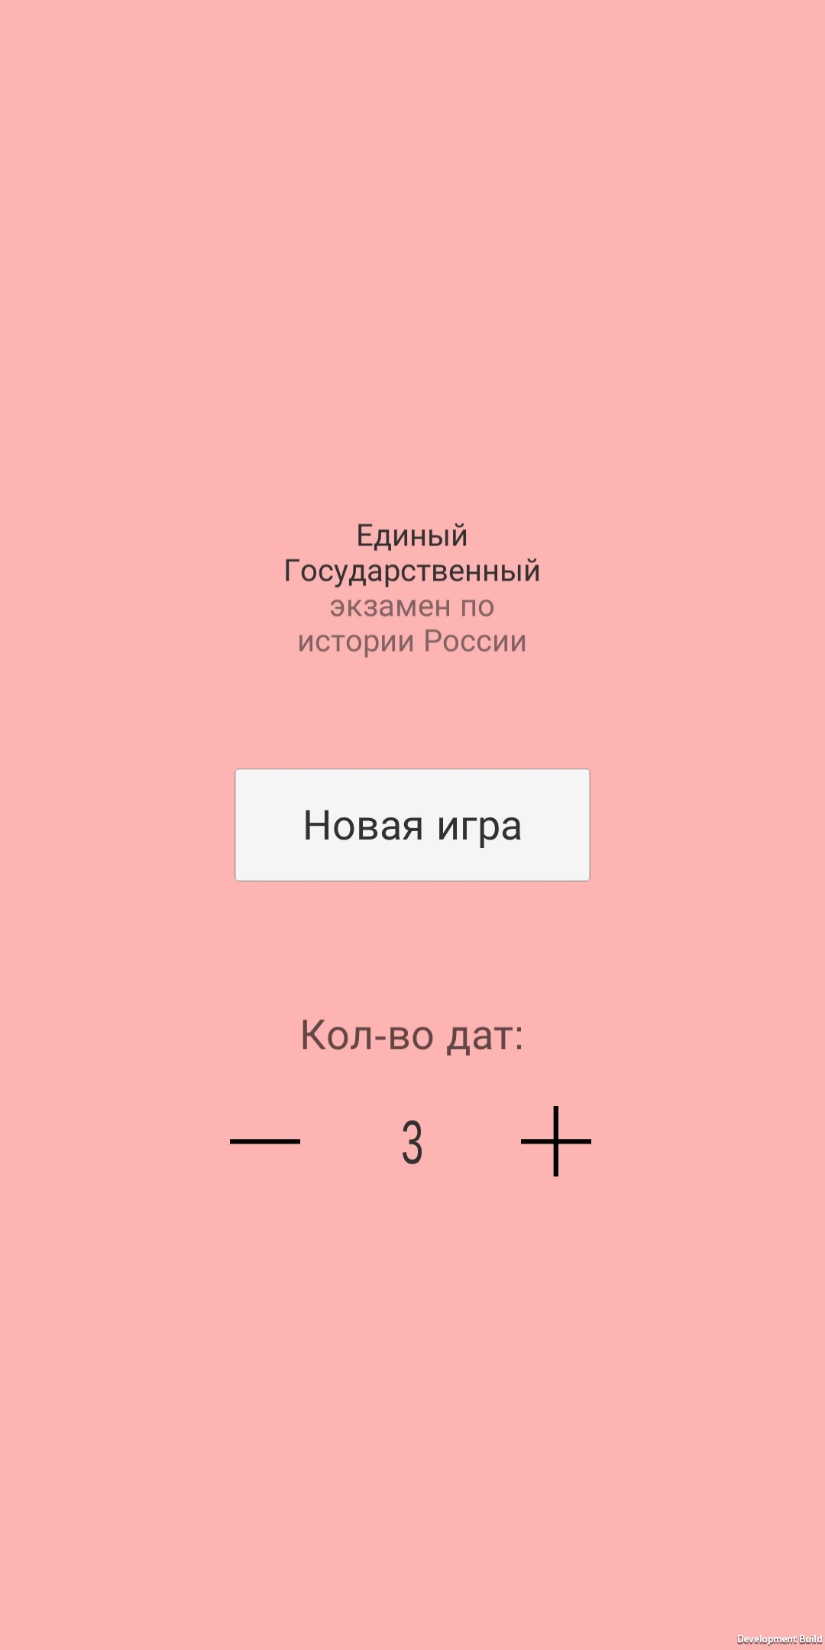 Единый
Государственный
экзамен по
истории России
Новая игра
Кол-во дат:
3
Development Build